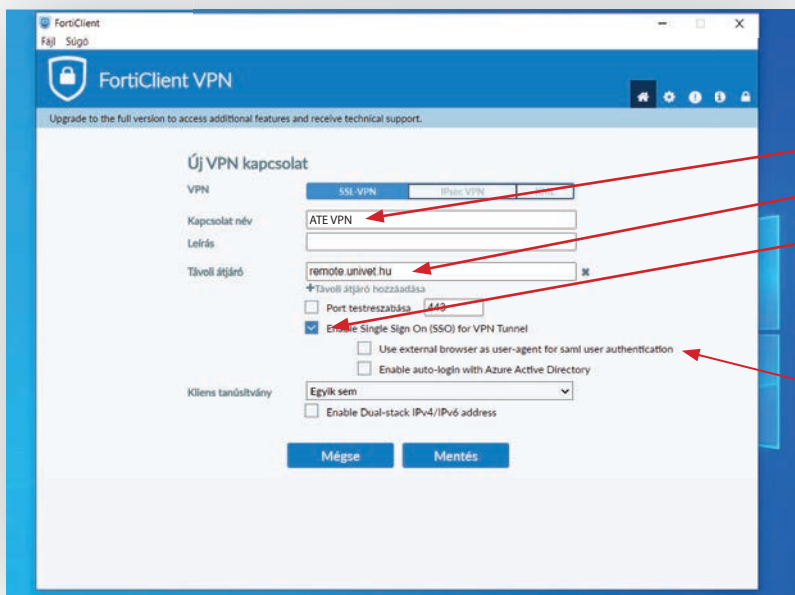 FortiClient
Fájl Súgó
FortiClient VPN
Upgrade to the full version to access additional features and receive technical support.
Új VPN kapcsolat
VPN SSL-VPN IPsec VPN XML
Kapcsolat név ATE VPN
Leírás
Távoli átjáró remote.univet.hu
+Távoli átjáró hozzáadása
Port testreszabása 443
Enable Single Sign On (SSO) for VPN Tunnel
Use external browser as user-agent for saml user authentication
Enable auto-login with Azure Active Directory
Kliens tanúsítvány Egyik sem
Enable Dual-stack IPv4/IPv6 address
Mégse Mentés